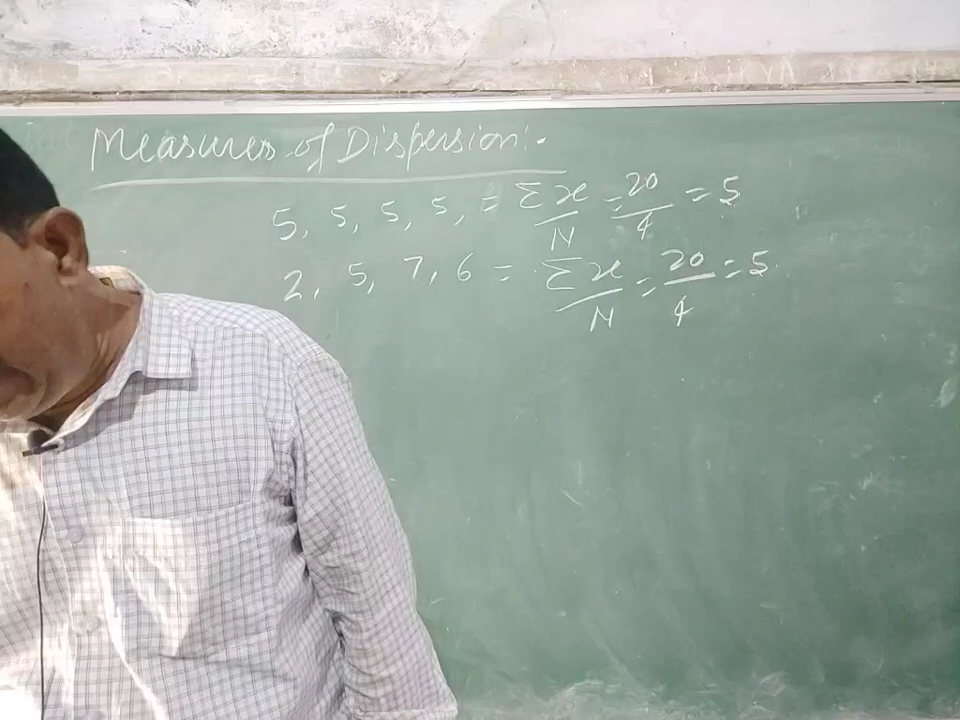 Measures of Dispersion:-
5, 5, 5, 5, = Σx/N = 20/4 = 5
2, 5, 7, 6 = Σx/N = 20/4 = 5